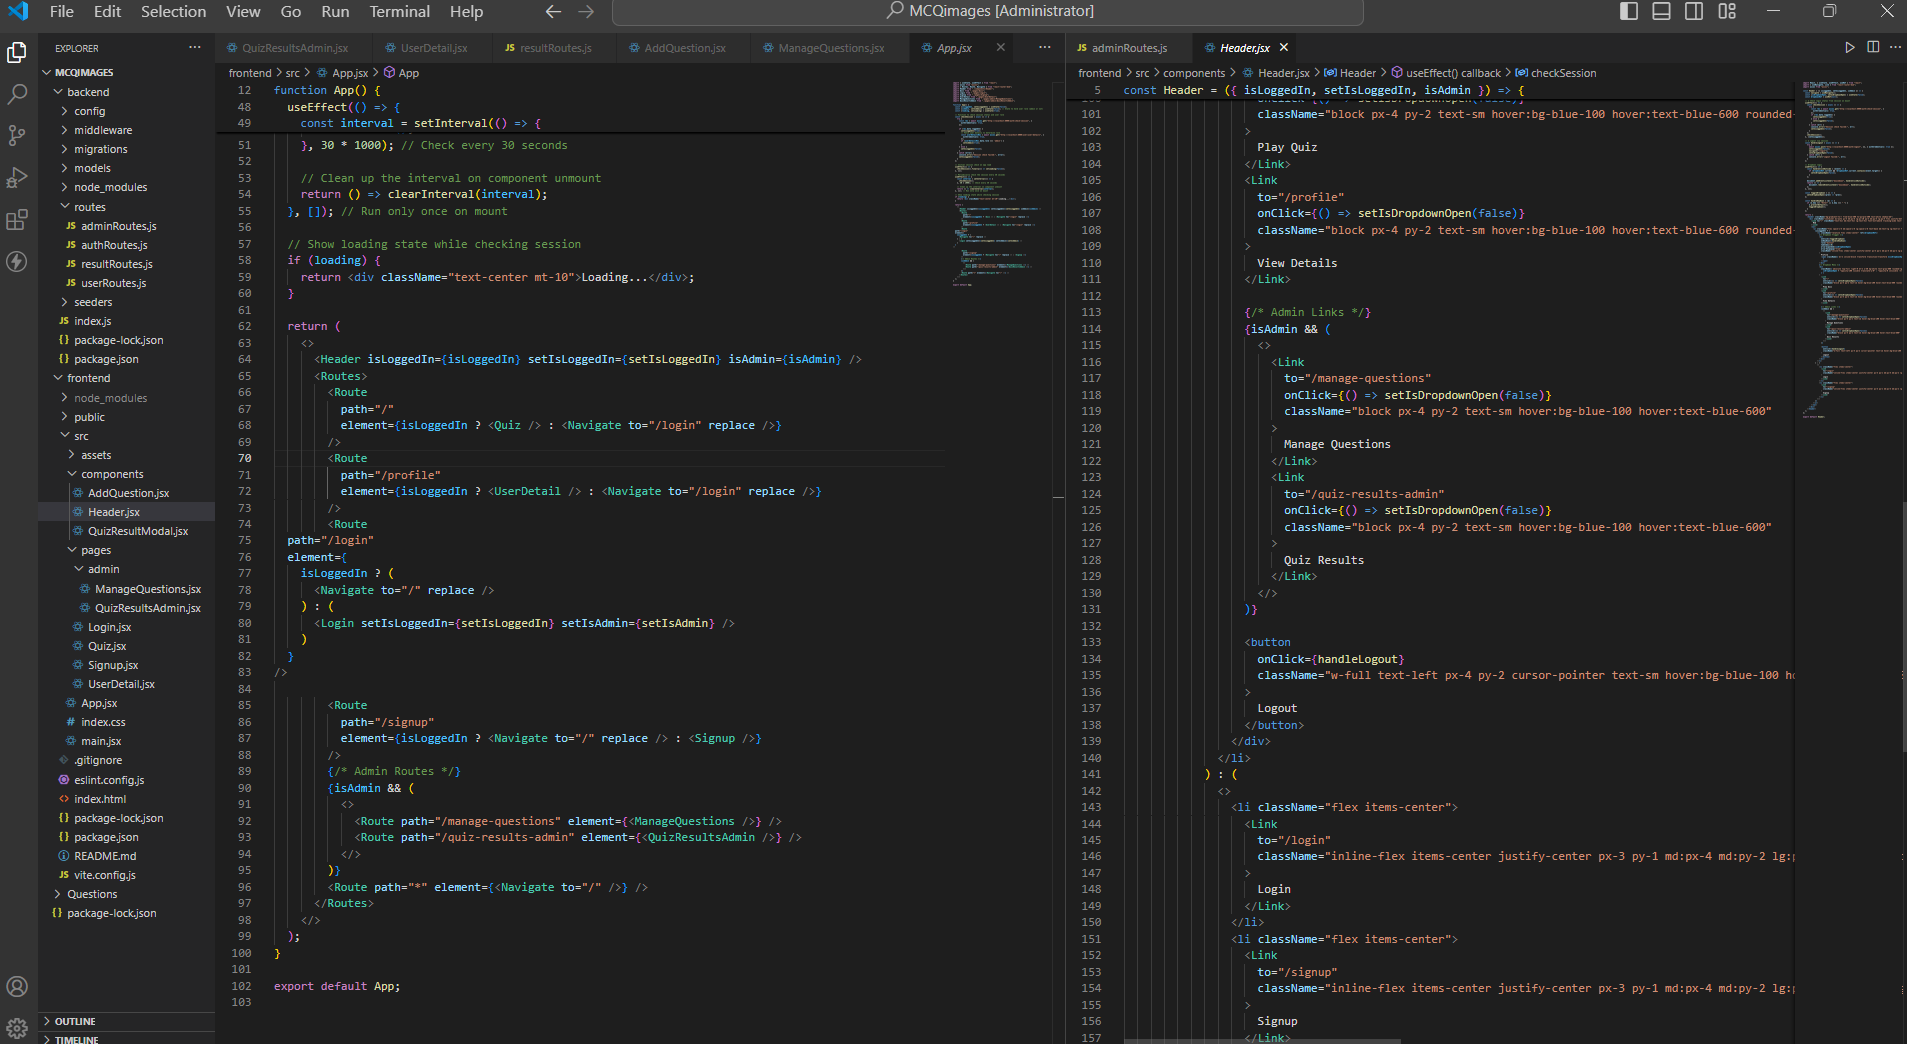 File Edit Selection View Go Run Terminal Help
MCQimages [Administrator]
EXPLORER
MCQIMAGES
backend
config
middleware
migrations
models
node_modules
routes
JS adminRoutes.js
JS authRoutes.js
JS resultRoutes.js
JS userRoutes.js
seeders
JS index.js
{} package-lock.json
{} package.json
frontend
node_modules
public
src
assets
components
AddQuestion.jsx
Header.jsx
QuizResultModal.jsx
pages
admin
ManageQuestions.jsx
QuizResultsAdmin.jsx
Login.jsx
Quiz.jsx
Signup.jsx
UserDetail.jsx
App.jsx
# index.css
main.jsx
.gitignore
eslint.config.js
<> index.html
{} package-lock.json
{} package.json
README.md
JS vite.config.js
Questions
{} package-lock.json
OUTLINE
TIMELINE
QuizResultsAdmin.jsx UserDetail.jsx JS resultRoutes.js AddQuestion.jsx ManageQuestions.jsx App.jsx
frontend > src > App.jsx > App
12 function App() {
48 useEffect(() => {
49 const interval = setInterval(() => {
51 }, 30 * 1000); // Check every 30 seconds
52
53 // Clean up the interval on component unmount
54 return () => clearInterval(interval);
55 }, []); // Run only once on mount
56
57 // Show loading state while checking session
58 if (loading) {
59 return <div className="text-center mt-10">Loading...</div>;
60 }
61
62 return (
63 <>
64 <Header isLoggedIn={isLoggedIn} setIsLoggedIn={setIsLoggedIn} isAdmin={isAdmin} />
65 <Routes>
66 <Route
67 path="/"
68 element={isLoggedIn ? <Quiz /> : <Navigate to="/login" replace />}
69 />
70 <Route
71 path="/profile"
72 element={isLoggedIn ? <UserDetail /> : <Navigate to="/login" replace />}
73 />
74 <Route
75 path="/login"
76 element={
77 isLoggedIn ? (
78 <Navigate to="/" replace />
79 ) : (
80 <Login setIsLoggedIn={setIsLoggedIn} setIsAdmin={setIsAdmin} />
81 )
82 }
83 />
84
85 <Route
86 path="/signup"
87 element={isLoggedIn ? <Navigate to="/" replace /> : <Signup />}
88 />
89 {/* Admin Routes */}
90 {isAdmin && (
91 <>
92 <Route path="/manage-questions" element={<ManageQuestions />} />
93 <Route path="/quiz-results-admin" element={<QuizResultsAdmin />} />
94 </>
95 )}
96 <Route path="*" element={<Navigate to="/" />} />
97 </Routes>
98 </>
99 );
100 }
101
102 export default App;
103
JS adminRoutes.js Header.jsx
frontend > src > components > Header.jsx > Header > useEffect() callback > checkSession
5 const Header = ({ isLoggedIn, setIsLoggedIn, isAdmin }) => {
100 onClick={() => setIsDropdownOpen(false)}
101 className="block px-4 py-2 text-sm hover:bg-blue-100 hover:text-blue-600 rounded-
102 >
103 Play Quiz
104 </Link>
105 <Link
106 to="/profile"
107 onClick={() => setIsDropdownOpen(false)}
108 className="block px-4 py-2 text-sm hover:bg-blue-100 hover:text-blue-600 rounded-
109 >
110 View Details
111 </Link>
112
113 {/* Admin Links */}
114 {isAdmin && (
115 <>
116 <Link
117 to="/manage-questions"
118 onClick={() => setIsDropdownOpen(false)}
119 className="block px-4 py-2 text-sm hover:bg-blue-100 hover:text-blue-600"
120 >
121 Manage Questions
122 </Link>
123 <Link
124 to="/quiz-results-admin"
125 onClick={() => setIsDropdownOpen(false)}
126 className="block px-4 py-2 text-sm hover:bg-blue-100 hover:text-blue-600"
127 >
128 Quiz Results
129 </Link>
130 </>
131 )}
132
133 <button
134 onClick={handleLogout}
135 className="w-full text-left px-4 py-2 cursor-pointer text-sm hover:bg-blue-100 ho
136 >
137 Logout
138 </button>
139 </div>
140 </li>
141 ) : (
142 <>
143 <li className="flex items-center">
144 <Link
145 to="/login"
146 className="inline-flex items-center justify-center px-3 py-1 md:px-4 md:py-2 lg:p
147 >
148 Login
149 </Link>
150 </li>
151 <li className="flex items-center">
152 <Link
153 to="/signup"
154 className="inline-flex items-center justify-center px-3 py-1 md:px-4 md:py-2 lg:p
155 >
156 Signup
157 </Link>